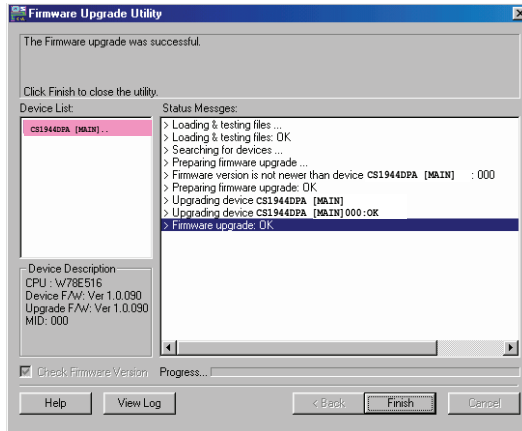 Firmware Upgrade Utility
The Firmware upgrade was successful.
Click Finish to close the utility.
Device List:
CS1944DPA [MAIN]..
Status Messges:
> Loading & testing files ...
> Loading & testing files: OK
> Searching for devices ...
> Preparing firmware upgrade ...
> Firmware version is not newer than device CS1944DPA [MAIN] : 000
> Preparing firmware upgrade: OK
> Upgrading device CS1944DPA [MAIN]
> Upgrading device CS1944DPA [MAIN]000:OK
> Firmware upgrade: OK
Device Description
CPU : W78E516
Device F/W: Ver 1.0.090
Upgrade F/W: Ver 1.0.090
MID: 000
Check Firmware Version
Progress...
Help
View Log
< Back
Finish
Cancel